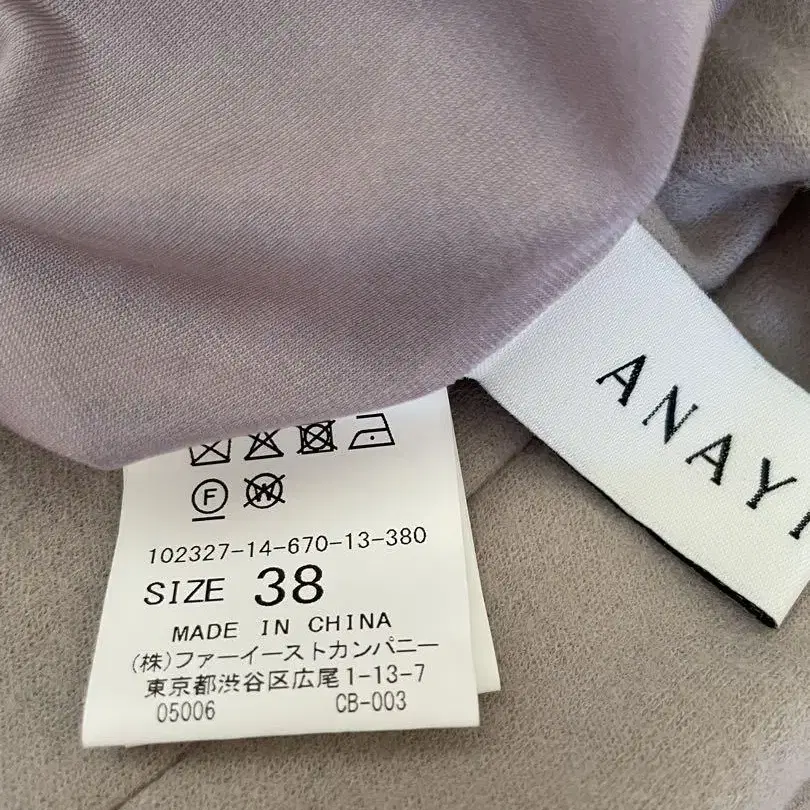 ANAYI
F
W
102327-14-670-13-380
SIZE 38
MADE IN CHINA
(株)ファーイーストカンパニー
東京都渋谷区広尾1-13-7
05006 CB-003